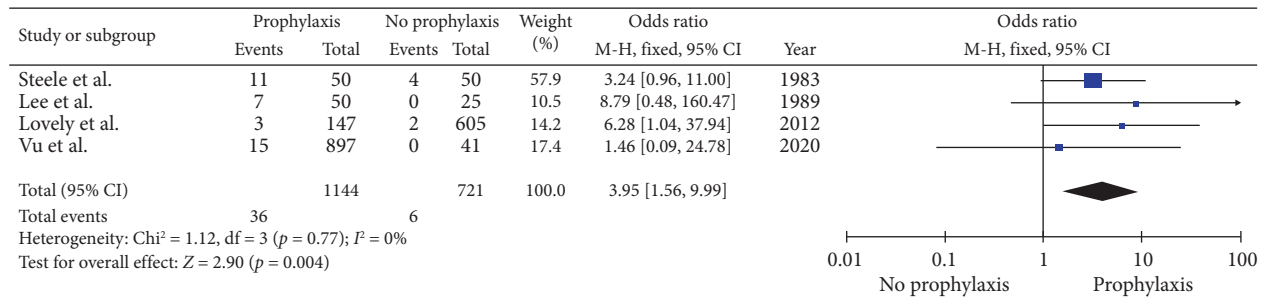 Study or subgroup Prophylaxis No prophylaxis Weight (%) Odds ratio Odds ratio
Events Total Events Total M-H, fixed, 95% CI Year M-H, fixed, 95% CI
Steele et al. 11 50 4 50 57.9 3.24 [0.96, 11.00] 1983
Lee et al. 7 50 0 25 10.5 8.79 [0.48, 160.47] 1989
Lovely et al. 3 147 2 605 14.2 6.28 [1.04, 37.94] 2012
Vu et al. 15 897 0 41 17.4 1.46 [0.09, 24.78] 2020
Total (95% CI) 1144 721 100.0 3.95 [1.56, 9.99]
Total events 36 6
Heterogeneity: Chi² = 1.12, df = 3 (p = 0.77); I² = 0%
Test for overall effect: Z = 2.90 (p = 0.004)
0.01 0.1 1 10 100
No prophylaxis Prophylaxis